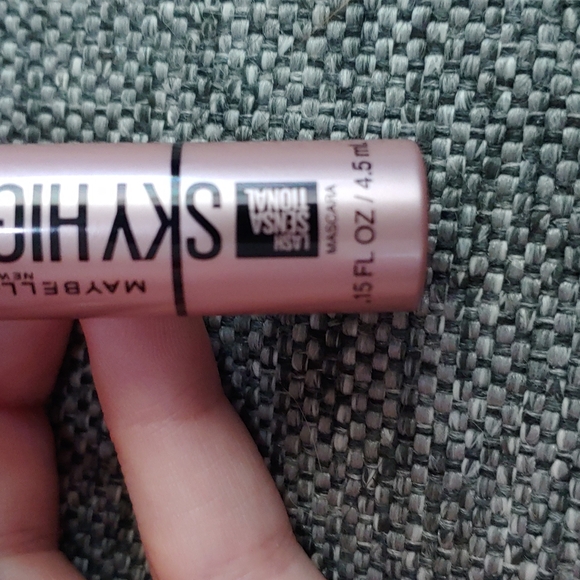 MAYBELL
NEW
SKY HIG
LASH
SENSA
TIONAL
MASCARA
.15 FL OZ / 4.5 mL